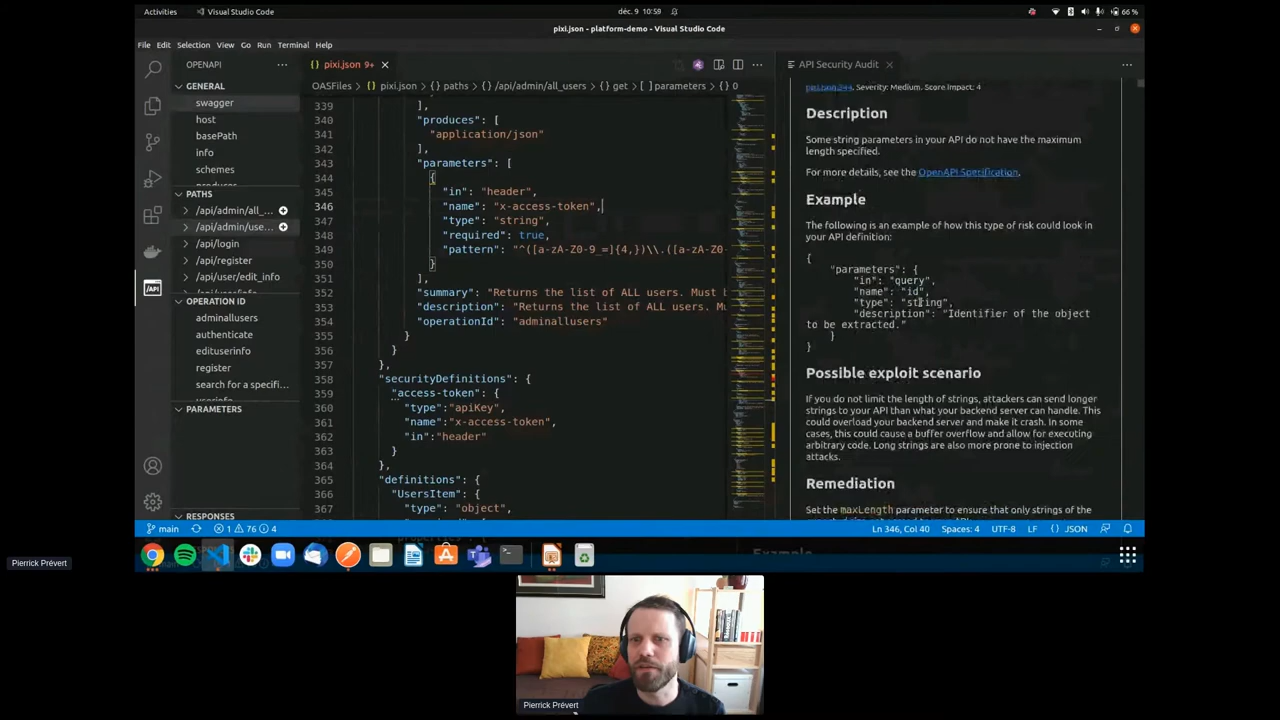 Activities
Visual Studio Code
déc. 9 10:59
66 %
pixi.json - platform-demo - Visual Studio Code
File Edit Selection View Go Run Terminal Help
OPENAPI
GENERAL
swagger
host
basePath
info
schemes
PATHS
/api/admin/all_...
/api/admin/use...
/api/login
/api/register
/api/user/edit_info
OPERATION ID
adminallusers
authenticate
edituserinfo
register
search for a specifi...
PARAMETERS
RESPONSES
pixi.json 9+
OASFiles > pixi.json > {} paths > {} /api/admin/all_users > {} get > [ ] parameters > {} 0
339 ],
340 "produces": [
341 "application/json"
342 ],
343 "parameters": [
344 {
345 "in": "header",
346 "name": "x-access-token",
347 "type": "string",
348 "required": true,
349 "pattern": "^([a-zA-Z0-9_=]{4,})\\.([a-zA-Z0-
350 }
351 ],
352 "summary": "Returns the list of ALL users. Must b
353 "description": "Returns the list of ALL users. Mu
354 "operationId": "adminallusers"
355 }
356 }
357 },
358 "securityDefinitions": {
359 "access-token": {
360 "type":"apiKey",
361 "name":"x-access-token",
362 "in":"header"
363 }
364 },
365 "definitions": {
366 "UsersItem": {
367 "type": "object",
API Security Audit
Severity: Medium. Score Impact: 4
Description
Some string parameters in your API do not have the maximum
length specified.
For more details, see the OpenAPI Specification.
Example
The following is an example of how this type of risk could look in
your API definition:
{
"parameters": {
"in": "query",
"name": "id",
"type": "string",
"description": "Identifier of the object
to be extracted."
}
}
Possible exploit scenario
If you do not limit the length of strings, attackers can send longer
strings to your API than what your backend server can handle. This
could overload your backend server and make it crash. In some
cases, this could cause a buffer overflow and allow for executing
arbitrary code. Long strings are also more prone to injection
attacks.
Remediation
Set the maxLength parameter to ensure that only strings of the
main
1 76 4
Ln 346, Col 40
Spaces: 4
UTF-8
LF
{} JSON
Example
Pierrick Prévert
Pierrick Prévert